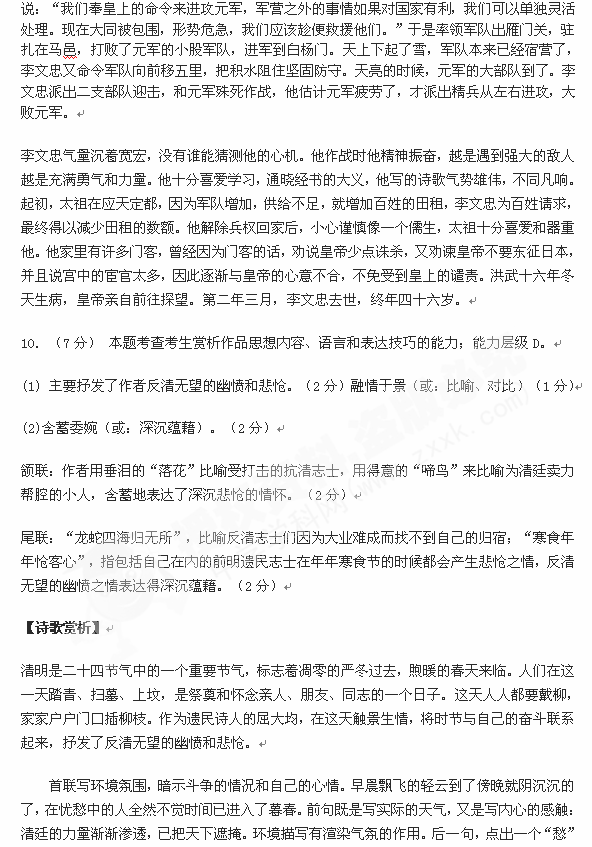 说：“我们奉皇上的命令来进攻元军，军营之外的事情如果对国家有利，我们可以单独灵活
处理。现在大同被包围，形势危急，我们应该趁便救援他们。”于是率领军队出雁门关，驻
扎在马邑，打败了元军的小股军队，进军到白杨门。天上下起了雪，军队本来已经宿营了，
李文忠又命令军队向前移五里，把积水阻住坚固防守。天亮的时候，元军的大部队到了。李
文忠派出二支部队迎击，和元军殊死作战，他估计元军疲劳了，才派出精兵从左右进攻，大
败元军。
李文忠气量沉着宽宏，没有谁能猜测他的心机。他作战时他精神振奋，越是遇到强大的敌人
越是充满勇气和力量。他十分喜爱学习，通晓经书的大义，他写的诗歌气势雄伟，不同凡响。
起初，太祖在应天定都，因为军队增加，供给不足，就增加百姓的田租，李文忠为百姓请求，
最终得以减少田租的数额。他解除兵权回家后，小心谨慎像一个儒生，太祖十分喜爱和器重
他。他家里有许多门客，曾经因为门客的话，劝说皇帝少点诛杀，又劝谏皇帝不要东征日本，
并且说宫中的宦官太多，因此逐渐与皇帝的心意不合，不免受到皇上的谴责。洪武十六年冬
天生病，皇帝亲自前往探望。第二年三月，李文忠去世，终年四十六岁。
10. （7分） 本题考查考生赏析作品思想内容、语言和表达技巧的能力；能力层级 D。
(1) 主要抒发了作者反清无望的幽愤和悲怆。（2分）融情于景（或：比喻、对比）（1分）
(2)含蓄委婉（或：深沉蕴藉）。（2分）
颔联：作者用垂泪的“落花”比喻受打击的抗清志士，用得意的“啼鸟”来比喻为清廷卖力
帮腔的小人，含蓄地表达了深沉悲怆的情怀。（2分）
尾联：“龙蛇四海归无所”，比喻反清志士们因为大业难成而找不到自己的归宿；“寒食年
年怆客心”，指包括自己在内的前明遗民志士在年年寒食节的时候都会产生悲怆之情，反清
无望的幽愤之情表达得深沉蕴藉。（2分）
【诗歌赏析】
清明是二十四节气中的一个重要节气，标志着凋零的严冬过去，煦暖的春天来临。人们在这
一天踏青、扫墓、上坟，是祭奠和怀念亲人、朋友、同志的一个日子。这天人人都要戴柳，
家家户户门口插柳枝。作为遗民诗人的屈大均，在这天触景生情，将时节与自己的奋斗联系
起来，抒发了反清无望的幽愤和悲怆。
首联写环境氛围，暗示斗争的情况和自己的心情。早晨飘飞的轻云到了傍晚就阴沉沉的
了，在忧愁中的人全然不觉时间已进入了暮春。前句既是写实际的天气，又是写内心的感触：
清廷的力量渐渐渗透，已把天下遮掩。环境描写有渲染气氛的作用。后一句，点出一个“愁”